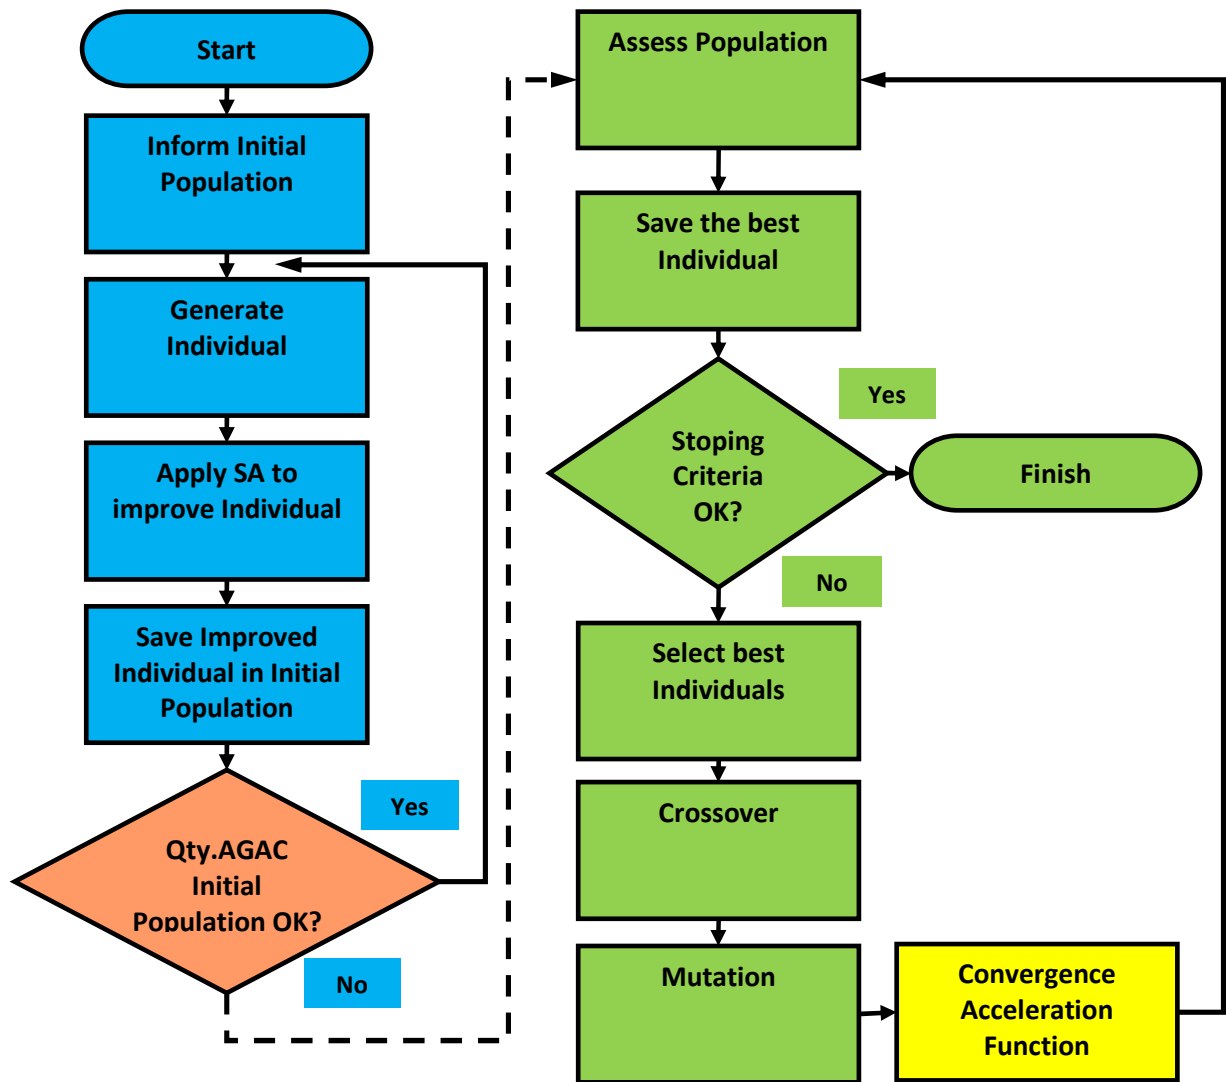 Start
Inform Initial
Population
Generate
Individual
Apply SA to
improve Individual
Save Improved
Individual in Initial
Population
Yes
Qty.AGAC
Initial
Population OK?
No
Assess Population
Save the best
Individual
Yes
Stoping
Criteria
OK?
Finish
No
Select best
Individuals
Crossover
Mutation
Convergence
Acceleration
Function